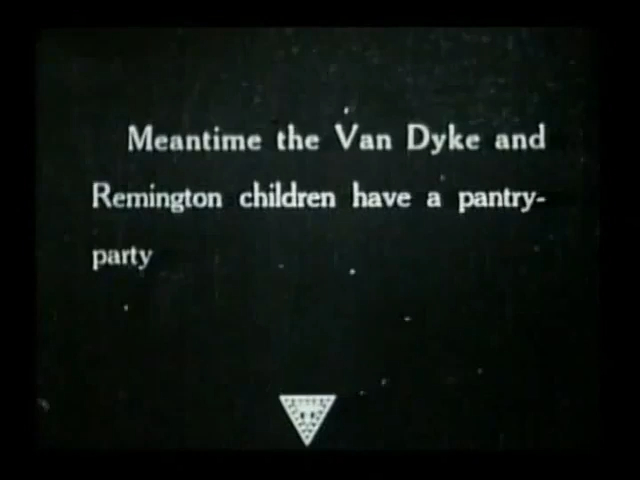 Meantime the Van Dyke and
Remington children have a pantry-
party